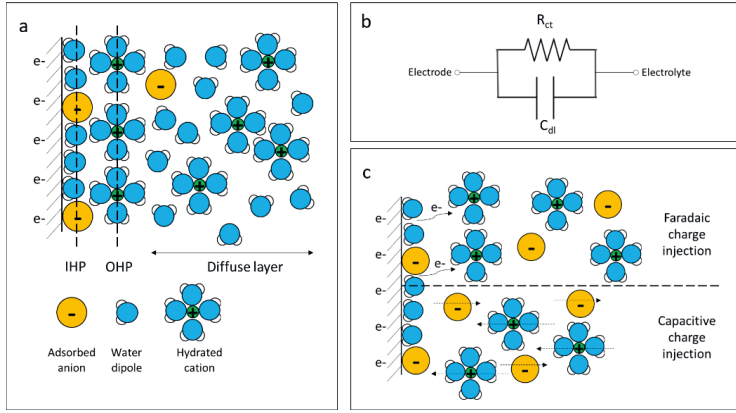 a
e-
e-
e-
e-
e-
-
-
-
+
+
+
+
+
+
+
IHP OHP Diffuse layer
-
+
Adsorbed anion
Water dipole
Hydrated cation
b
Rct
Electrode
Electrolyte
Cdl
c
e-
e-
e-
e-
e-
e-
e-
-
-
-
-
-
-
-
+
+
+
+
+
+
+
Faradaic
charge
injection
Capacitive
charge
injection